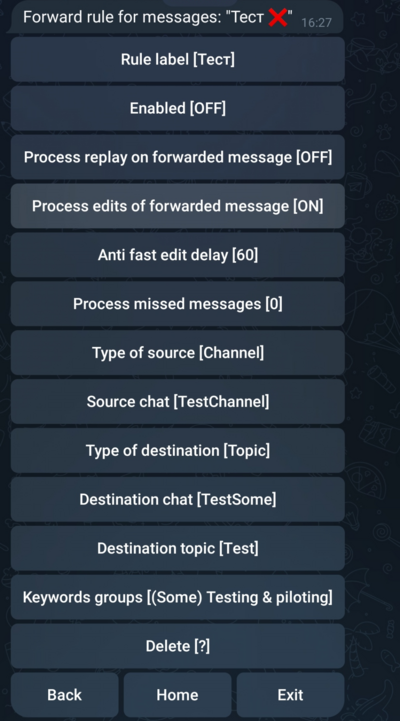 Forward rule for messages: "Тест ❌"
16:27
Rule label [Тест]
Enabled [OFF]
Process replay on forwarded message [OFF]
Process edits of forwarded message [ON]
Anti fast edit delay [60]
Process missed messages [0]
Type of source [Channel]
Source chat [TestChannel]
Type of destination [Topic]
Destination chat [TestSome]
Destination topic [Test]
Keywords groups [(Some) Testing & piloting]
Delete [?]
Back Home Exit